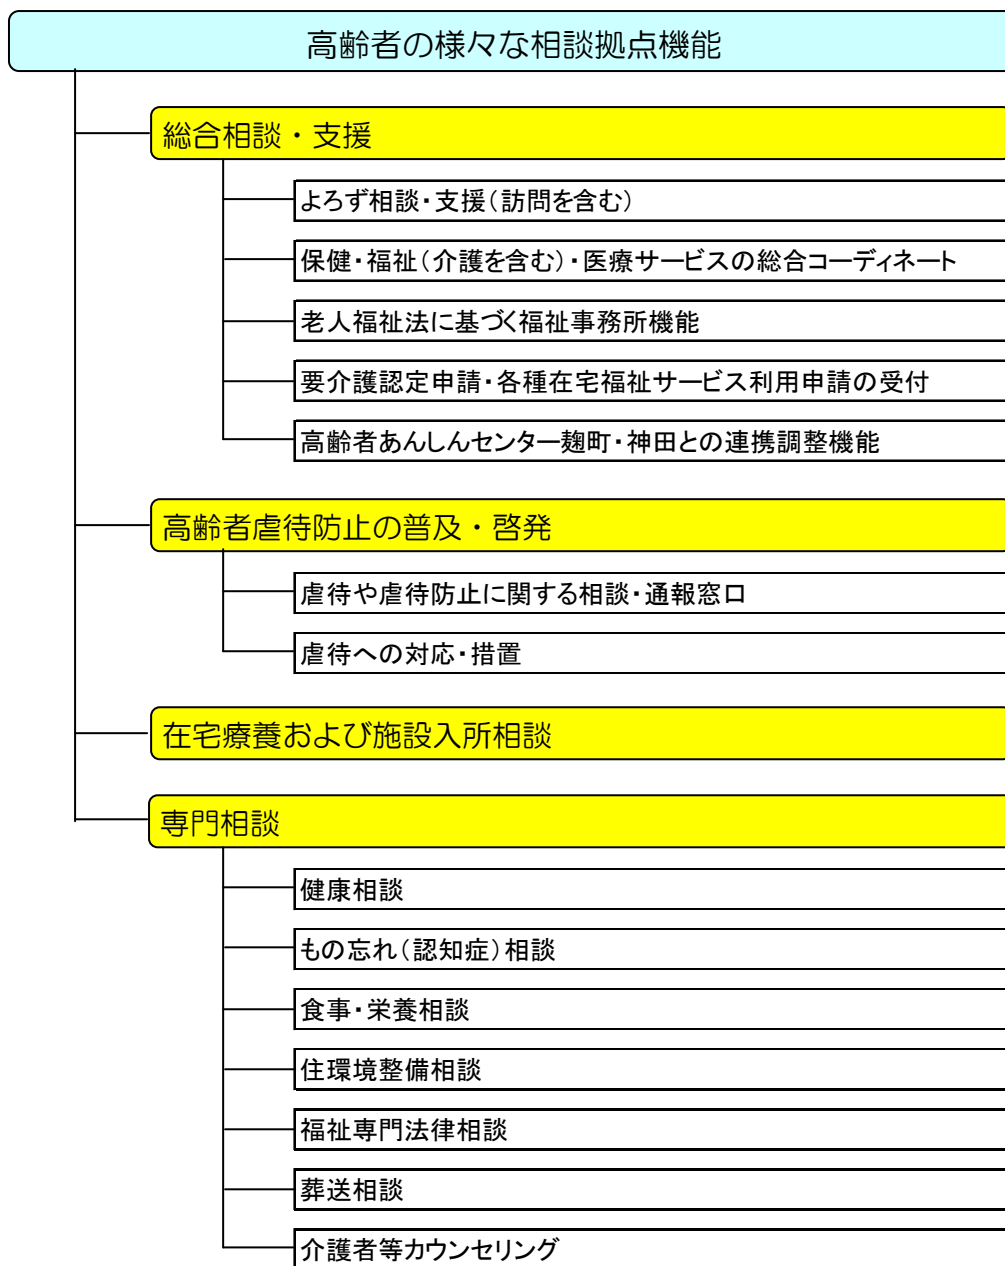 高齢者の様々な相談拠点機能
総合相談・支援
よろず相談・支援（訪問を含む）
保健・福祉（介護を含む）・医療サービスの総合コーディネート
老人福祉法に基づく福祉事務所機能
要介護認定申請・各種在宅福祉サービス利用申請の受付
高齢者あんしんセンター麹町・神田との連携調整機能
高齢者虐待防止の普及・啓発
虐待や虐待防止に関する相談・通報窓口
虐待への対応・措置
在宅療養および施設入所相談
専門相談
健康相談
もの忘れ（認知症）相談
食事・栄養相談
住環境整備相談
福祉専門法律相談
葬送相談
介護者等カウンセリング